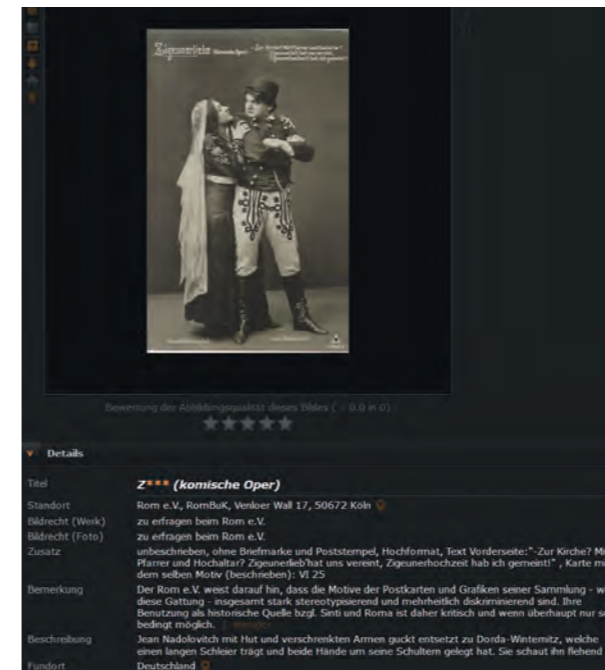 Zigeunerliebe
Bewertung der Abbildungsqualität dieses Bildes ( 0.0 in 0)
Details
Titel Z*** (komische Oper)
Standort Rom e.V., RomBuK, Venloer Wall 17, 50672 Köln
Bildrecht (Werk) zu erfragen beim Rom e.V.
Bildrecht (Foto) zu erfragen beim Rom e.V.
Zusatz unbeschrieben, ohne Briefmarke und Poststempel, Hochformat, Text Vorderseite:"-Zur Kirche? Mi
Pfarrer und Hochaltar? Zigeunerlieb'hat uns vereint, Zigeunerhochzeit hab ich gemeint!" , Karte m
dem selben Motiv (beschrieben): VI 25
Bemerkung Der Rom e.V. weist darauf hin, dass die Motive der Postkarten und Grafiken seiner Sammlung - w
diese Gattung - insgesamt stark stereotypisierend und mehrheitlich diskriminierend sind. Ihre
Benutzung als historische Quelle bzgl. Sinti und Roma ist daher kritisch und wenn überhaupt nur s
bedingt möglich.
Beschreibung Jean Nadolovitch mit Hut und verschrenkten Armen guckt entsetzt zu Dorda-Winternitz, welche
einen langen Schleier trägt und beide Hände um seine Schultern gelegt hat. Sie schaut ihn flehend
Fundort Deutschland